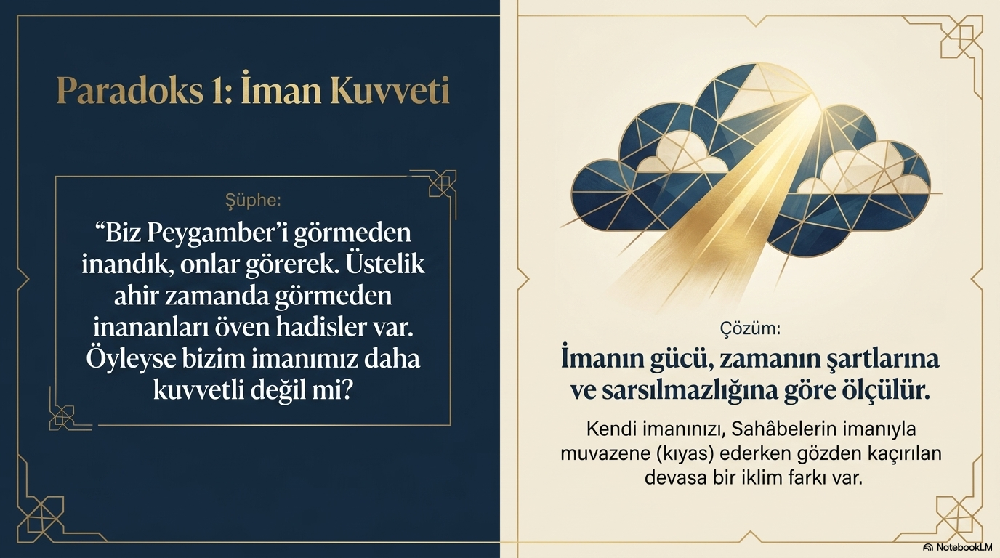 Paradoks 1: İman Kuvveti
Şüphe:
“Biz Peygamber’i görmeden
inandık, onlar görerek. Üstelik
ahir zamanda görmeden
inananları öven hadisler var.
Öyleyse bizim imanımız daha
kuvvetli değil mi?
Çözüm:
İmanın gücü, zamanın şartlarına
ve sarsılmazlığına göre ölçülür.
Kendi imanınızı, Sahâbelerin imanıyla
muvazene (kıyas) ederken gözden kaçırılan
devasa bir iklim farkı var.
NotebookLM